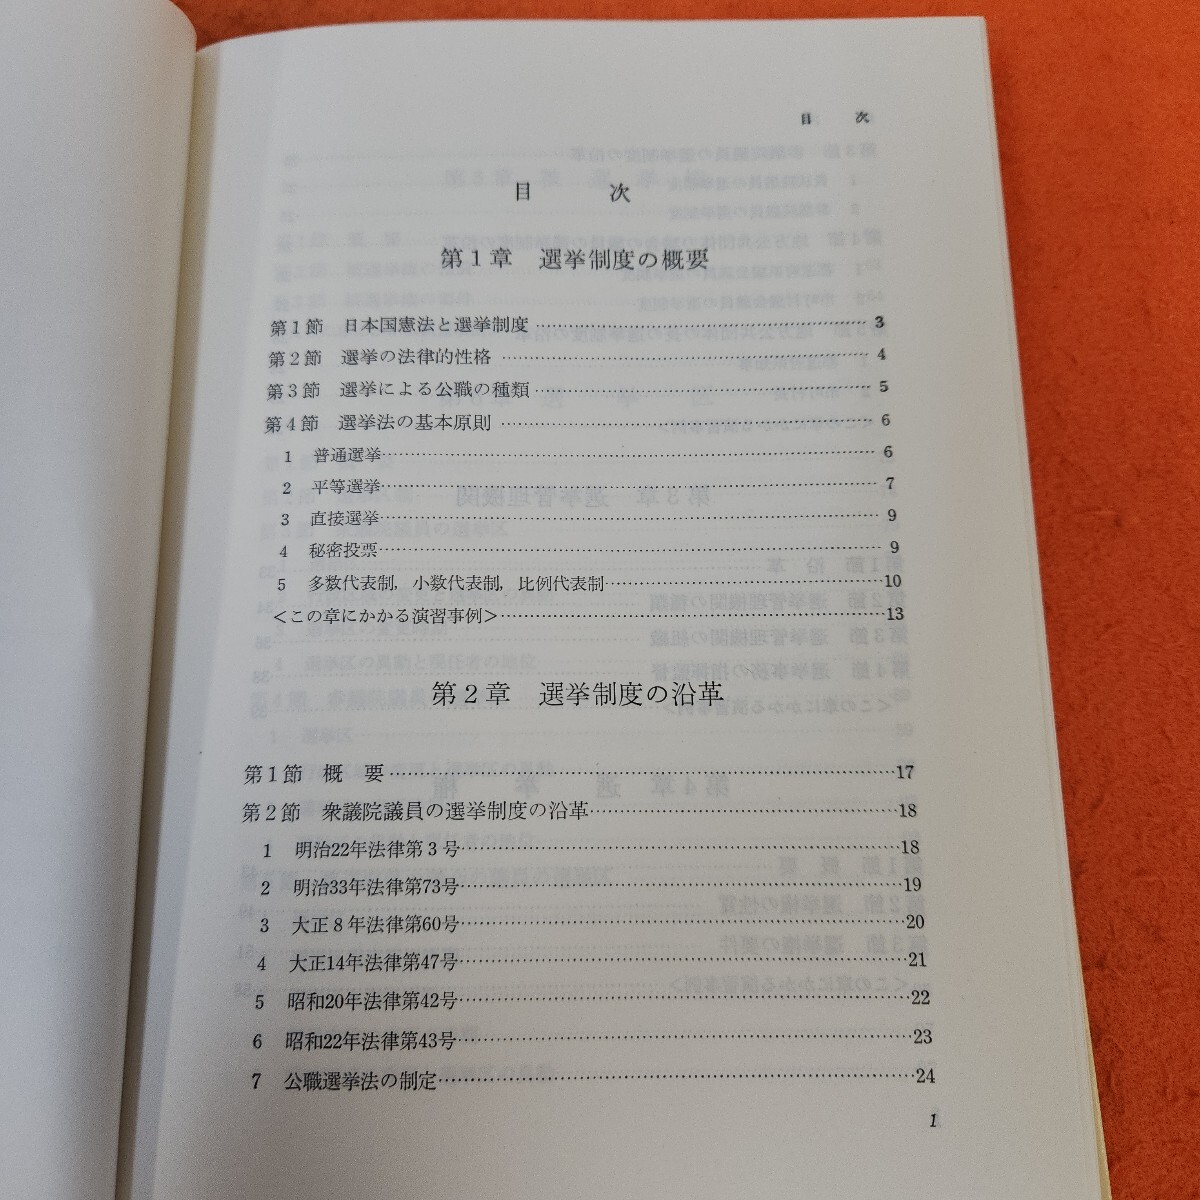 目 次
目 次
第1章 選挙制度の概要
第1節 日本国憲法と選挙制度 3
第2節 選挙の法律的性格 4
第3節 選挙による公職の種類 5
第4節 選挙法の基本原則 6
1 普通選挙 6
2 平等選挙 7
3 直接選挙 9
4 秘密投票 9
5 多数代表制,小数代表制,比例代表制 10
<この章にかかる演習事例> 13
第2章 選挙制度の沿革
第1節 概 要 17
第2節 衆議院議員の選挙制度の沿革 18
1 明治22年法律第3号 18
2 明治33年法律第73号 19
3 大正8年法律第60号 20
4 大正14年法律第47号 21
5 昭和20年法律第42号 22
6 昭和22年法律第43号 23
7 公職選挙法の制定 24
1